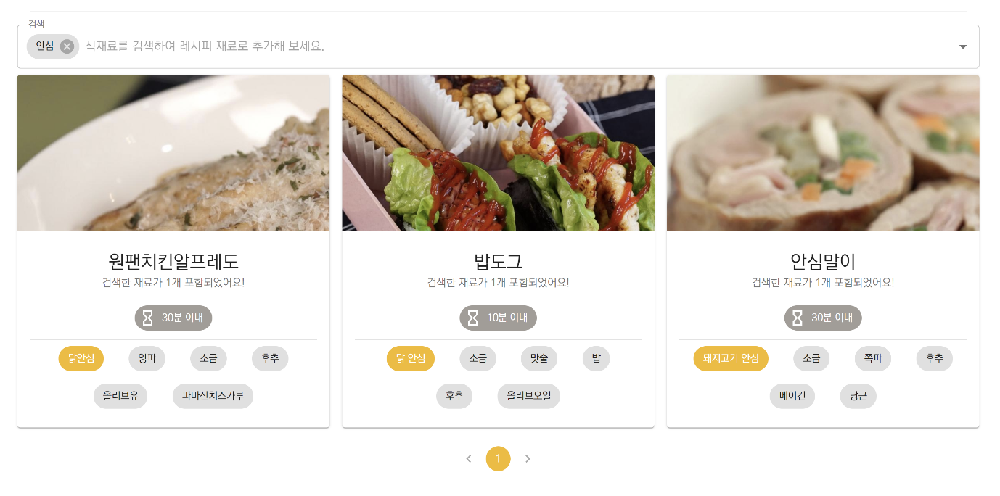 검색
안심 식재료를 검색하여 레시피 재료로 추가해 보세요.
원팬치킨알프레도
검색한 재료가 1개 포함되었어요!
30분 이내
닭안심 양파 소금 후추
올리브유 파마산치즈가루
밥도그
검색한 재료가 1개 포함되었어요!
10분 이내
닭 안심 소금 맛술 밥
후추 올리브오일
안심말이
검색한 재료가 1개 포함되었어요!
30분 이내
돼지고기 안심 소금 쪽파 후추
베이컨 당근
1